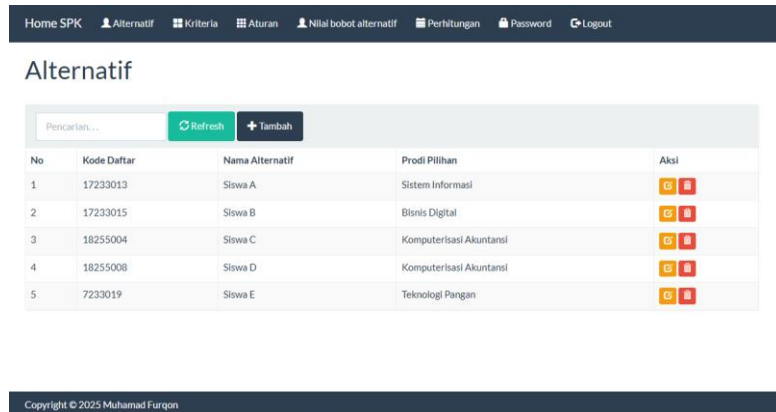 Home SPK Alternatif Kriteria Aturan Nilai bobot alternatif Perhitungan Password Logout
Alternatif
Pencarian... Refresh Tambah
No Kode Daftar Nama Alternatif Prodi Pilihan Aksi
1 17233013 Siswa A Sistem Informasi
2 17233015 Siswa B Bisnis Digital
3 18255004 Siswa C Komputerisasi Akuntansi
4 18255008 Siswa D Komputerisasi Akuntansi
5 7233019 Siswa E Teknologi Pangan
Copyright © 2025 Muhamad Furqon